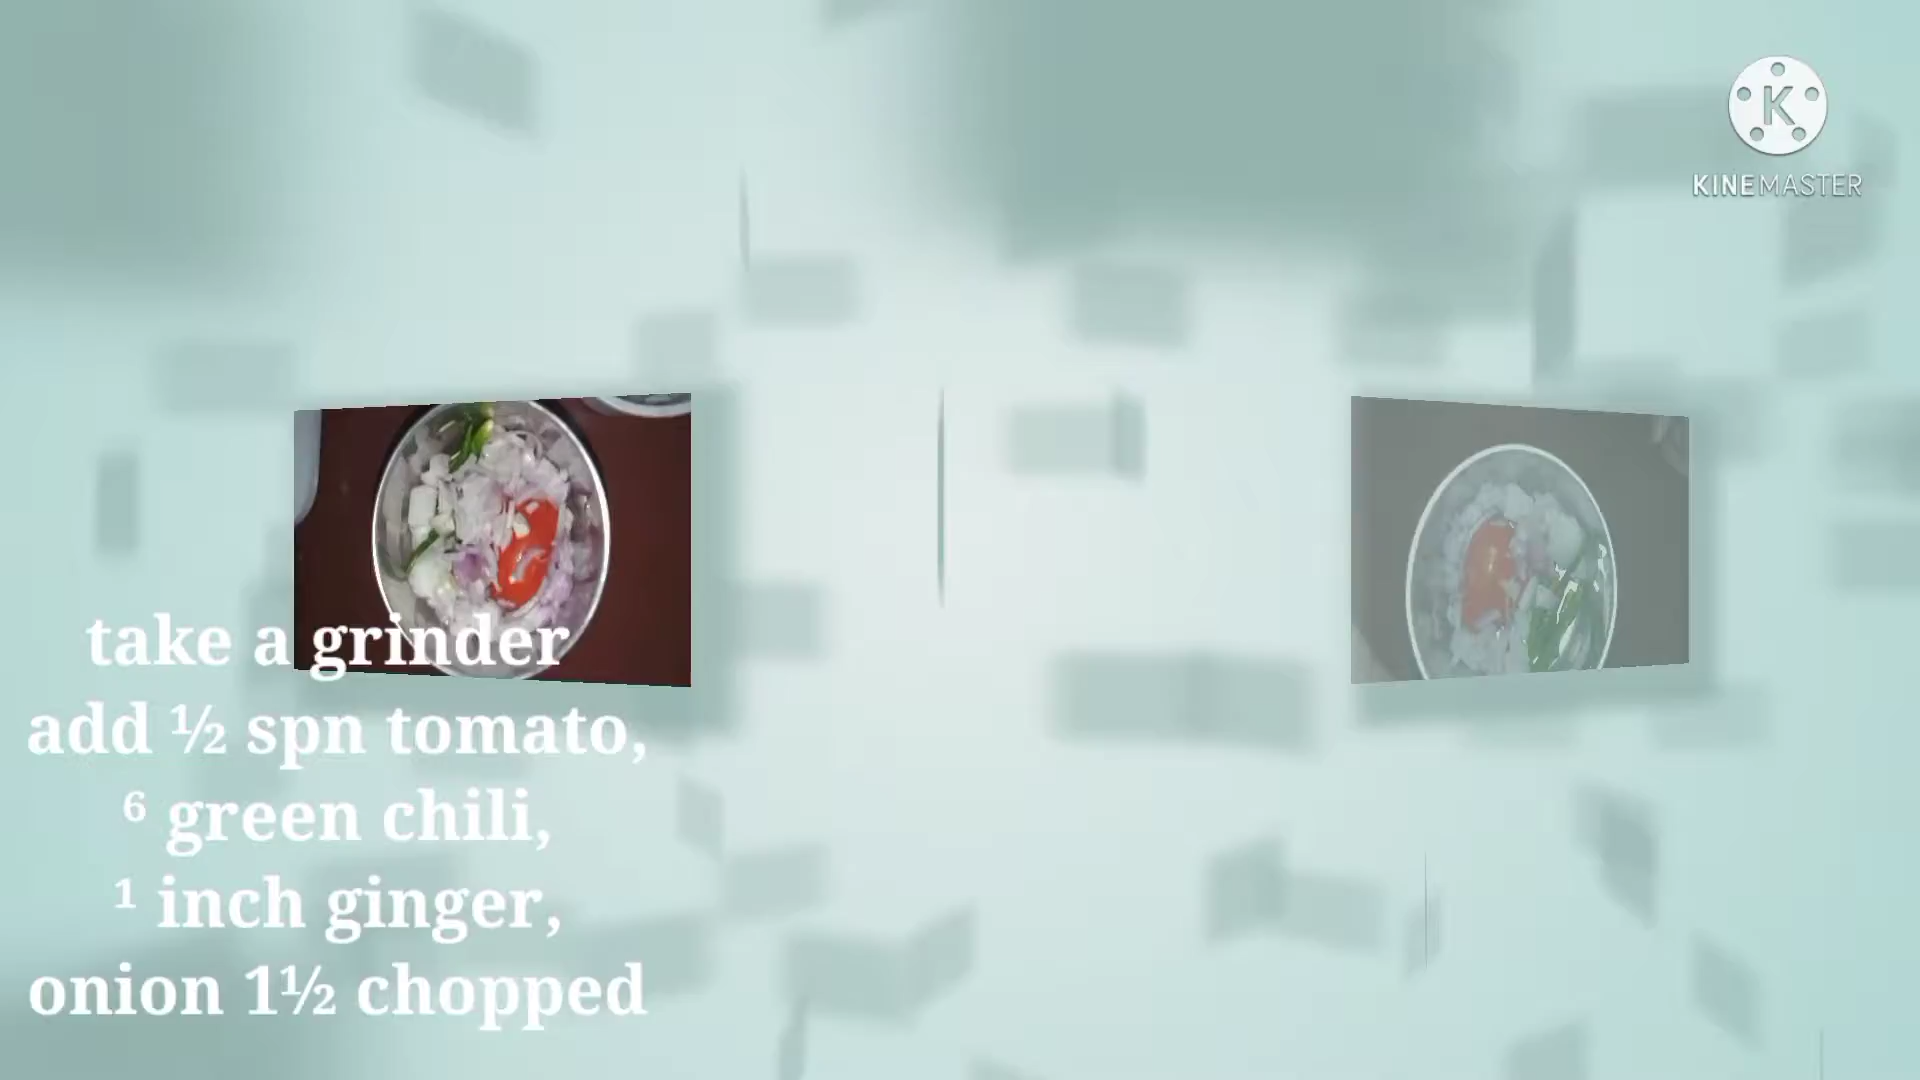 K
KINEMASTER
take a grinder
add ½ spn tomato,
⁶ green chili,
¹ inch ginger,
onion 1½ chopped